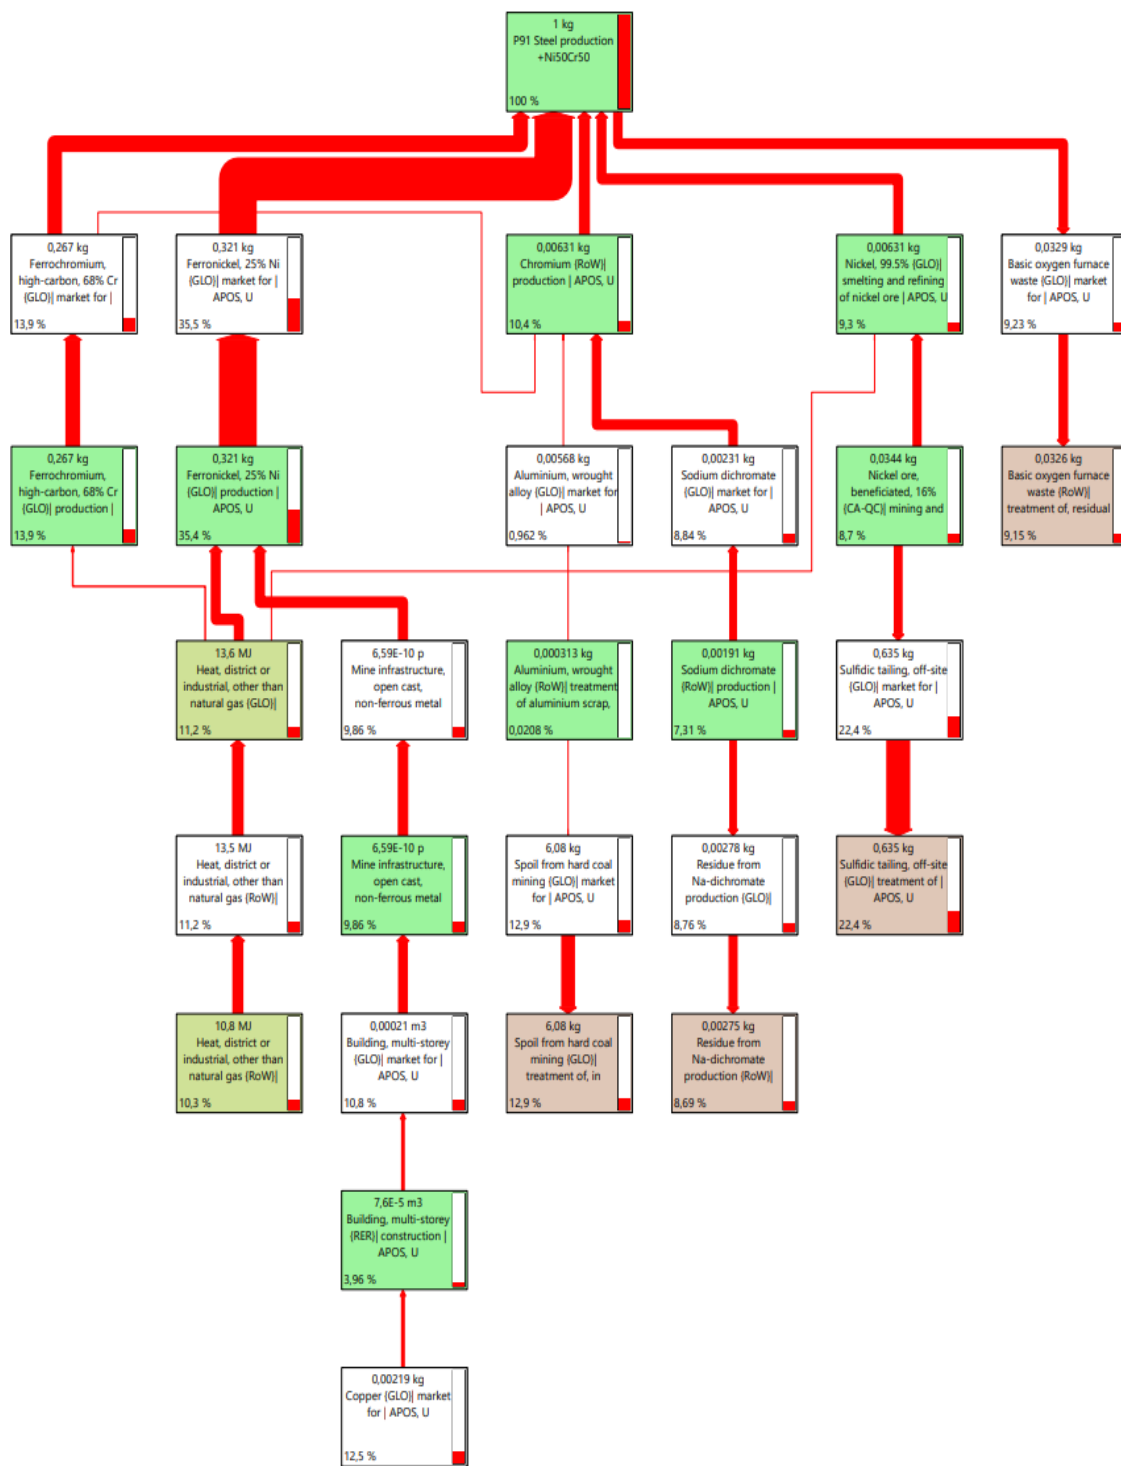 1 kg
P91 Steel production
+Ni50Cr50
100 %
0,267 kg
Ferrochromium,
high-carbon, 68% Cr
{GLO}| market for |
13,9 %
0,321 kg
Ferronickel, 25% Ni
{GLO}| market for |
APOS, U
35,5 %
0,00631 kg
Chromium {RoW}|
production | APOS, U
10,4 %
0,00631 kg
Nickel, 99.5% {GLO}|
smelting and refining
of nickel ore | APOS, U
9,3 %
0,0329 kg
Basic oxygen furnace
waste {GLO}| market
for | APOS, U
9,23 %
0,267 kg
Ferrochromium,
high-carbon, 68% Cr
{GLO}| production |
13,9 %
0,321 kg
Ferronickel, 25% Ni
{GLO}| production |
APOS, U
35,4 %
0,00568 kg
Aluminium, wrought
alloy {GLO}| market for
| APOS, U
0,962 %
0,00231 kg
Sodium dichromate
{GLO}| market for |
APOS, U
8,84 %
0,0344 kg
Nickel ore,
beneficiated, 16%
{CA-QC}| mining and
8,7 %
0,0326 kg
Basic oxygen furnace
waste {RoW}|
treatment of, residual
9,15 %
13,6 MJ
Heat, district or
industrial, other than
natural gas {GLO}|
11,2 %
6,59E-10 p
Mine infrastructure,
open cast,
non-ferrous metal
9,86 %
0,000313 kg
Aluminium, wrought
alloy {RoW}| treatment
of aluminium scrap,
0,0208 %
0,00191 kg
Sodium dichromate
{RoW}| production |
APOS, U
7,31 %
0,635 kg
Sulfidic tailing, off-site
{GLO}| market for |
APOS, U
22,4 %
13,5 MJ
Heat, district or
industrial, other than
natural gas {RoW}|
11,2 %
6,59E-10 p
Mine infrastructure,
open cast,
non-ferrous metal
9,86 %
6,08 kg
Spoil from hard coal
mining {GLO}| market
for | APOS, U
12,9 %
0,00278 kg
Residue from
Na-dichromate
production {GLO}|
8,76 %
0,635 kg
Sulfidic tailing, off-site
{GLO}| treatment of |
APOS, U
22,4 %
10,8 MJ
Heat, district or
industrial, other than
natural gas {RoW}|
10,3 %
0,00021 m3
Building, multi-storey
{GLO}| market for |
APOS, U
10,8 %
6,08 kg
Spoil from hard coal
mining {GLO}|
treatment of, in
12,9 %
0,00275 kg
Residue from
Na-dichromate
production {RoW}|
8,69 %
7,6E-5 m3
Building, multi-storey
{RER}| construction |
APOS, U
3,96 %
0,00219 kg
Copper {GLO}| market
for | APOS, U
12,5 %